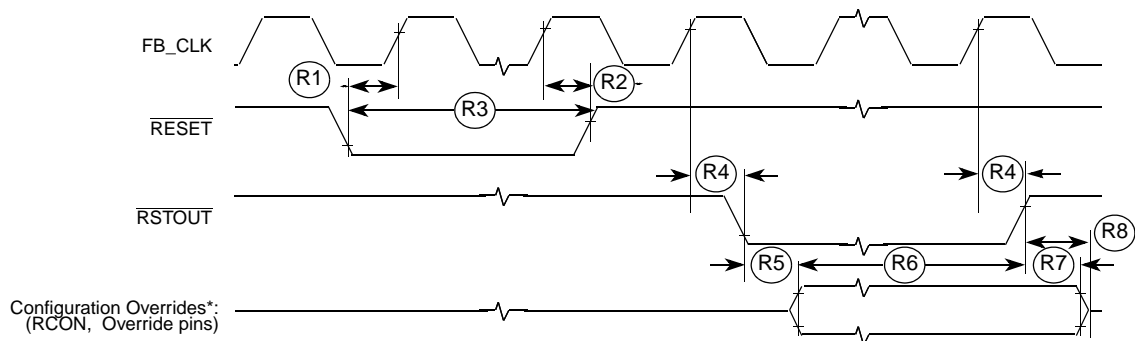 FB_CLK
R1
R2
R3
RESET
R4
R4
RSTOUT
R8
R5
R6
R7
Configuration Overrides*:
(RCON, Override pins)